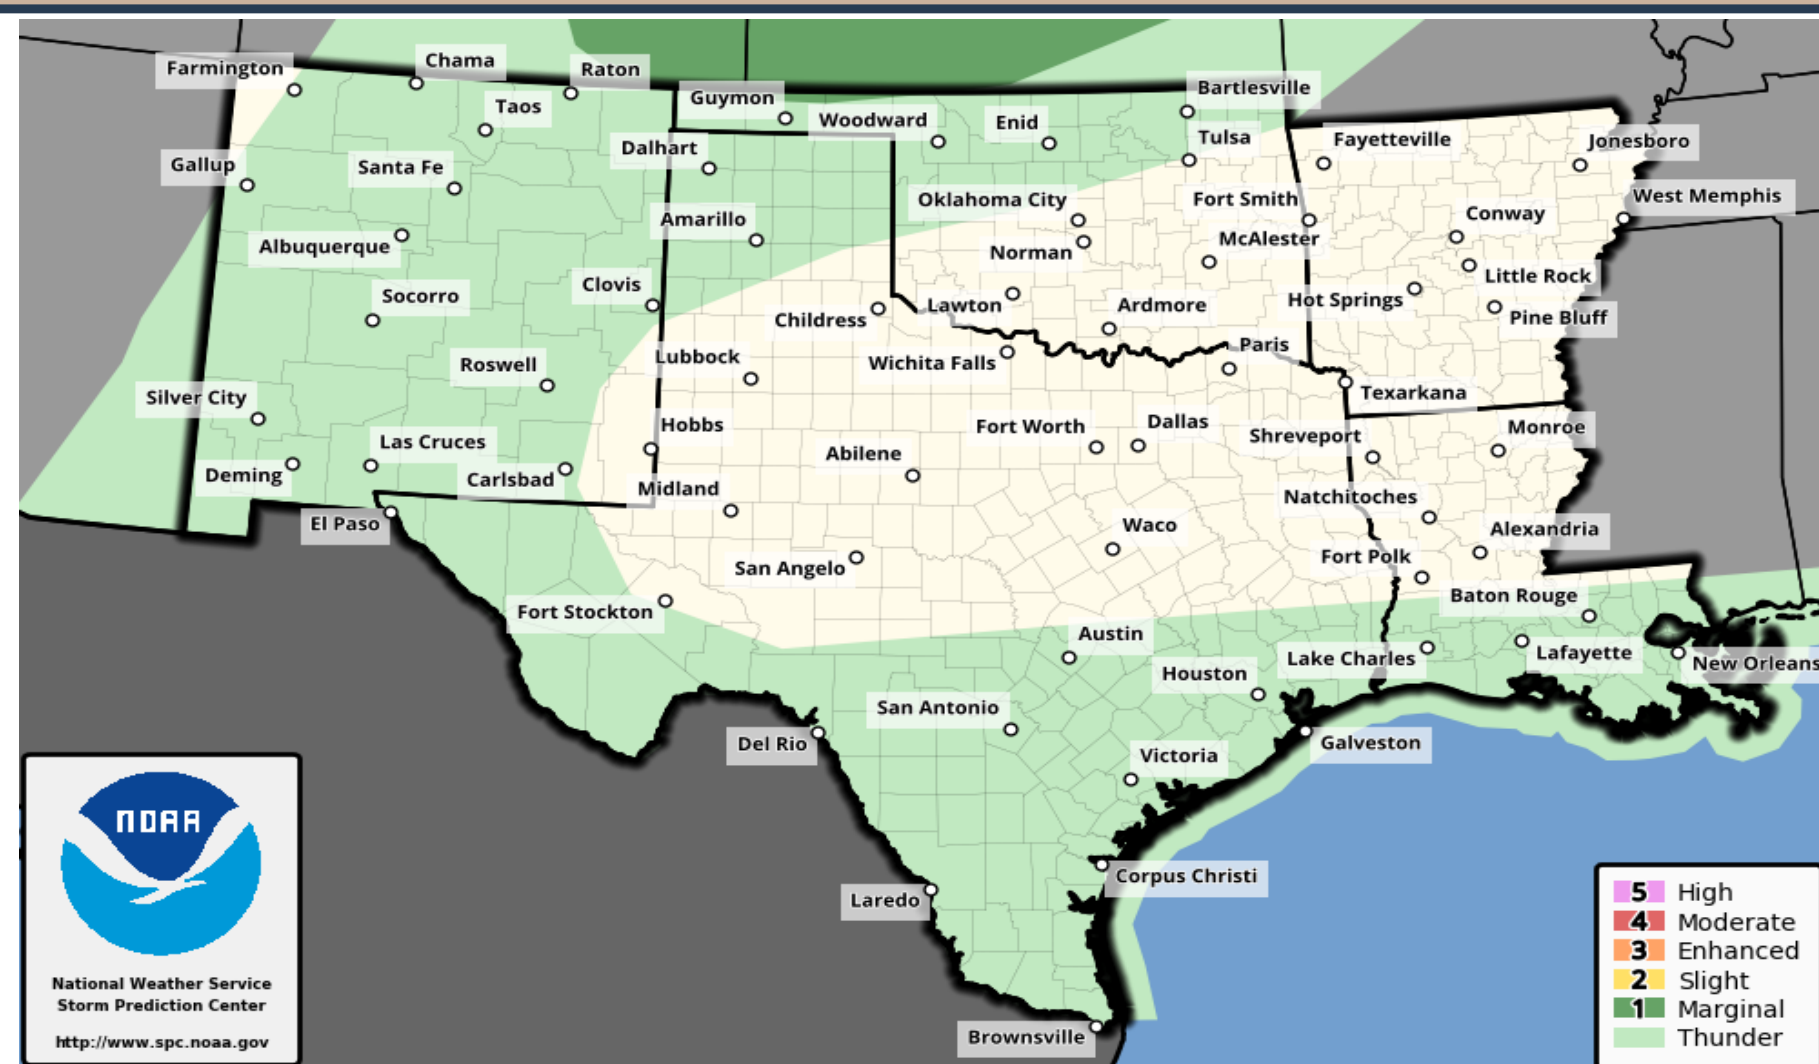 Farmington
Chama
Raton
Taos
Guymon
Bartlesville
Woodward
Enid
Tulsa
Fayetteville
Jonesboro
Dalhart
Gallup
Santa Fe
Oklahoma City
Fort Smith
West Memphis
Amarillo
Conway
Albuquerque
Norman
McAlester
Clovis
Little Rock
Socorro
Lawton
Ardmore
Hot Springs
Childress
Pine Bluff
Paris
Roswell
Lubbock
Wichita Falls
Silver City
Texarkana
Hobbs
Fort Worth
Dallas
Shreveport
Monroe
Las Cruces
Abilene
Deming
Carlsbad
Midland
Natchitoches
El Paso
Waco
Alexandria
San Angelo
Fort Polk
Fort Stockton
Baton Rouge
Austin
Lake Charles
Lafayette
New Orleans
Houston
San Antonio
Del Rio
Galveston
Victoria
Corpus Christi
Laredo
Brownsville
NOAA
National Weather Service
Storm Prediction Center
http://www.spc.noaa.gov
5 High
4 Moderate
3 Enhanced
2 Slight
1 Marginal
Thunder